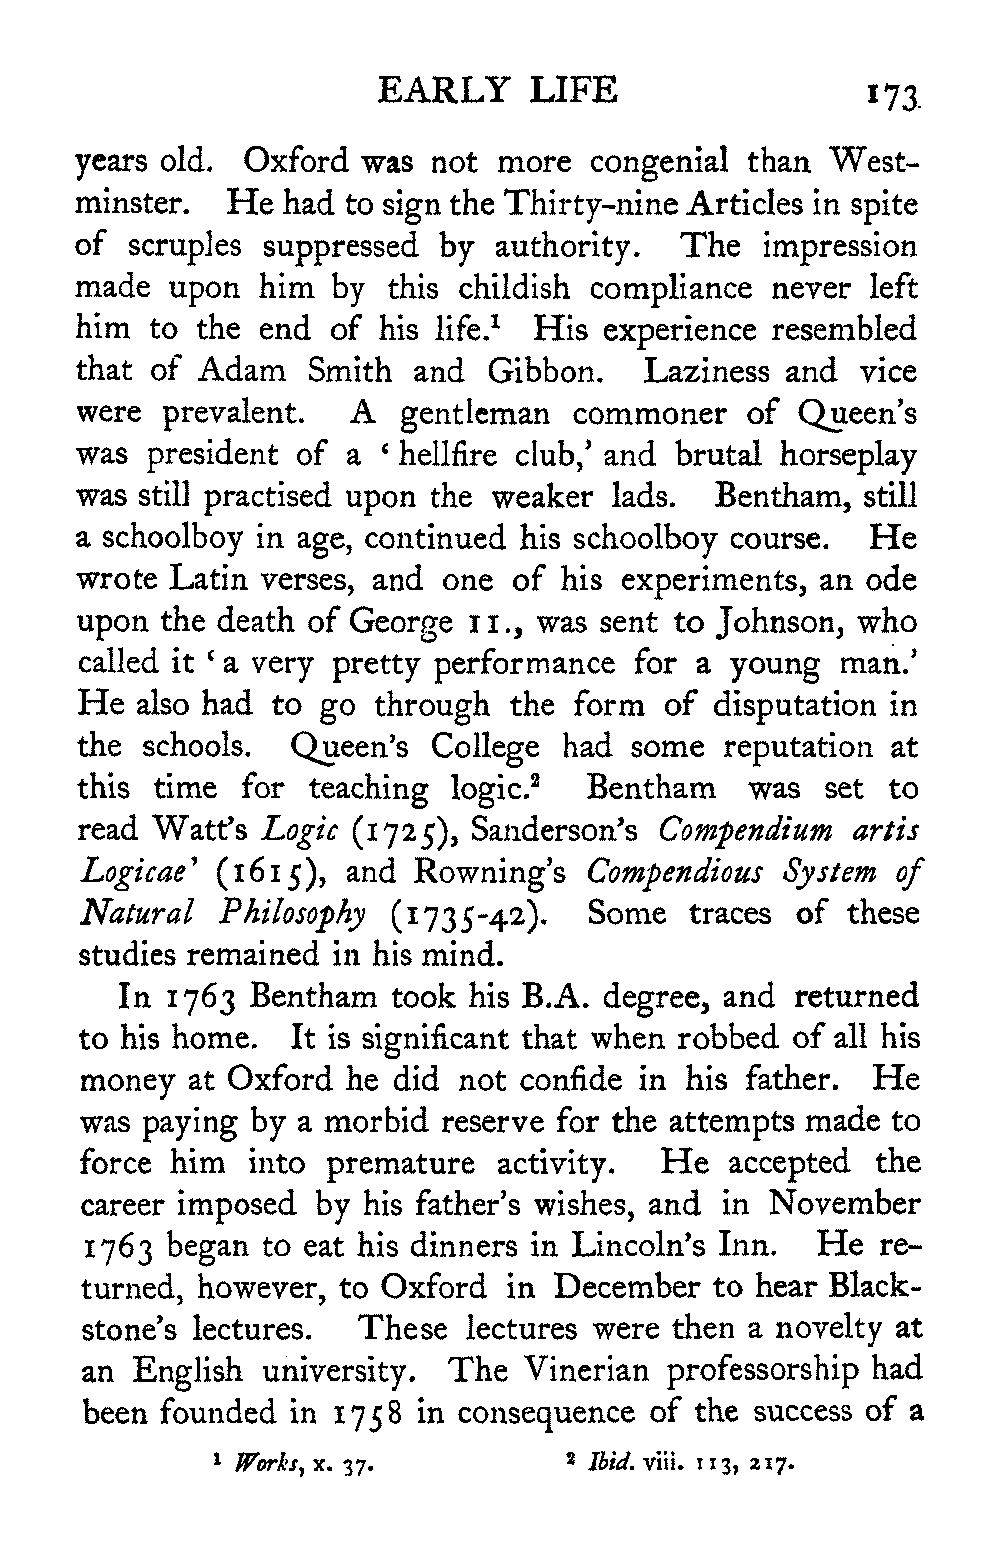 EARLY LIFE 173
years old. Oxford was not more congenial than West-
minster. He had to sign the Thirty-nine Articles in spite
of scruples suppressed by authority. The impression
made upon him by this childish compliance never left
him to the end of his life.¹ His experience resembled
that of Adam Smith and Gibbon. Laziness and vice
were prevalent. A gentleman commoner of Queen's
was president of a ‘ hellfire club,’ and brutal horseplay
was still practised upon the weaker lads. Bentham, still
a schoolboy in age, continued his schoolboy course. He
wrote Latin verses, and one of his experiments, an ode
upon the death of George II., was sent to Johnson, who
called it ‘ a very pretty performance for a young man.’
He also had to go through the form of disputation in
the schools. Queen's College had some reputation at
this time for teaching logic.² Bentham was set to
read Watt's Logic (1725), Sanderson's Compendium artis
Logicae’ (1615), and Rowning's Compendious System of
Natural Philosophy (1735-42). Some traces of these
studies remained in his mind.
In 1763 Bentham took his B.A. degree, and returned
to his home. It is significant that when robbed of all his
money at Oxford he did not confide in his father. He
was paying by a morbid reserve for the attempts made to
force him into premature activity. He accepted the
career imposed by his father's wishes, and in November
1763 began to eat his dinners in Lincoln's Inn. He re-
turned, however, to Oxford in December to hear Black-
stone's lectures. These lectures were then a novelty at
an English university. The Vinerian professorship had
been founded in 1758 in consequence of the success of a
¹ Works, x. 37. ² Ibid. viii. 113, 217.